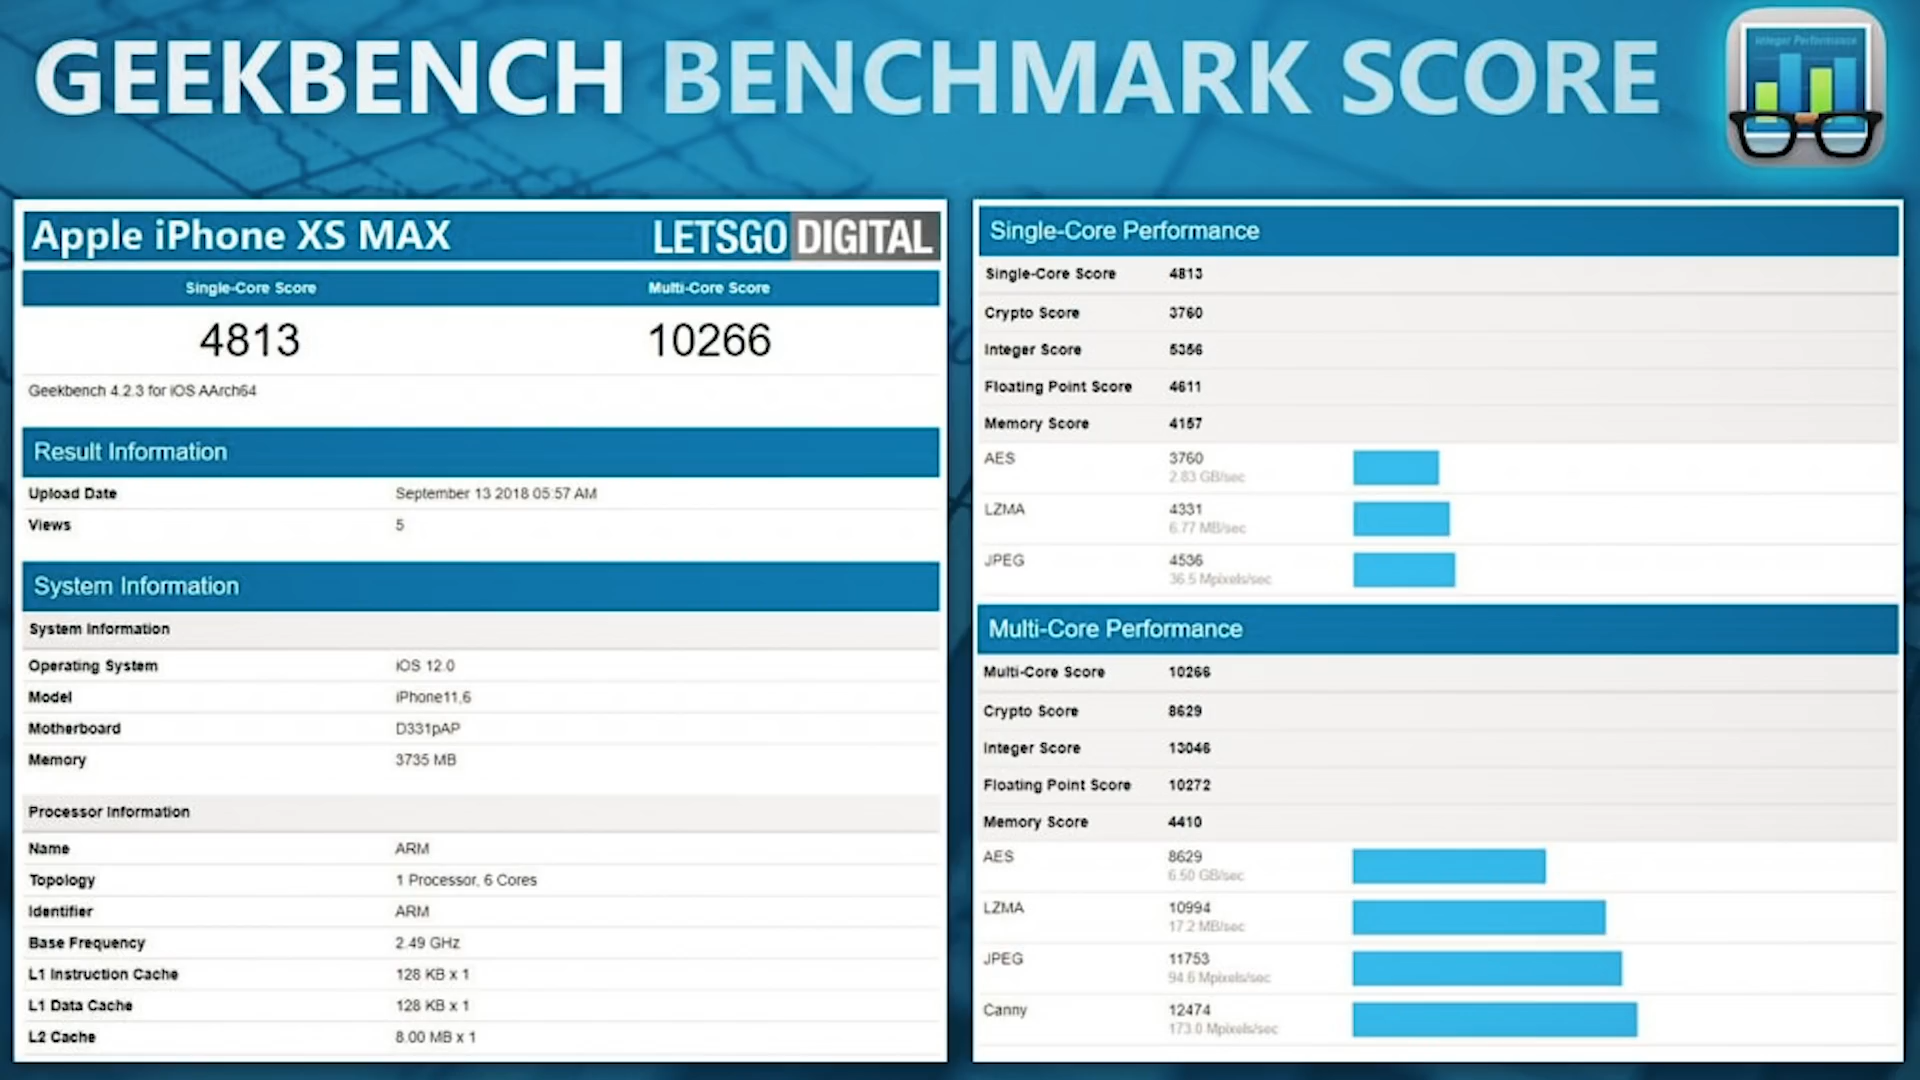 GEEKBENCH BENCHMARK SCORE
Integer Performance
Apple iPhone XS MAX
LETSGO DIGITAL
Single-Core Score Multi-Core Score
4813 10266
Geekbench 4.2.3 for iOS AArch64
Result Information
Upload Date September 13 2018 05:57 AM
Views 5
System Information
System Information
Operating System iOS 12.0
Model iPhone11,6
Motherboard D331pAP
Memory 3735 MB
Processor Information
Name ARM
Topology 1 Processor, 6 Cores
Identifier ARM
Base Frequency 2.49 GHz
L1 Instruction Cache 128 KB x 1
L1 Data Cache 128 KB x 1
L2 Cache 8.00 MB x 1
Single-Core Performance
Single-Core Score 4813
Crypto Score 3760
Integer Score 5356
Floating Point Score 4611
Memory Score 4157
AES 3760
2.83 GB/sec
LZMA 4331
6.77 MB/sec
JPEG 4536
36.5 Mpixels/sec
Multi-Core Performance
Multi-Core Score 10266
Crypto Score 8629
Integer Score 13046
Floating Point Score 10272
Memory Score 4410
AES 8629
6.50 GB/sec
LZMA 10994
17.2 MB/sec
JPEG 11753
94.6 Mpixels/sec
Canny 12474
173.0 Mpixels/sec